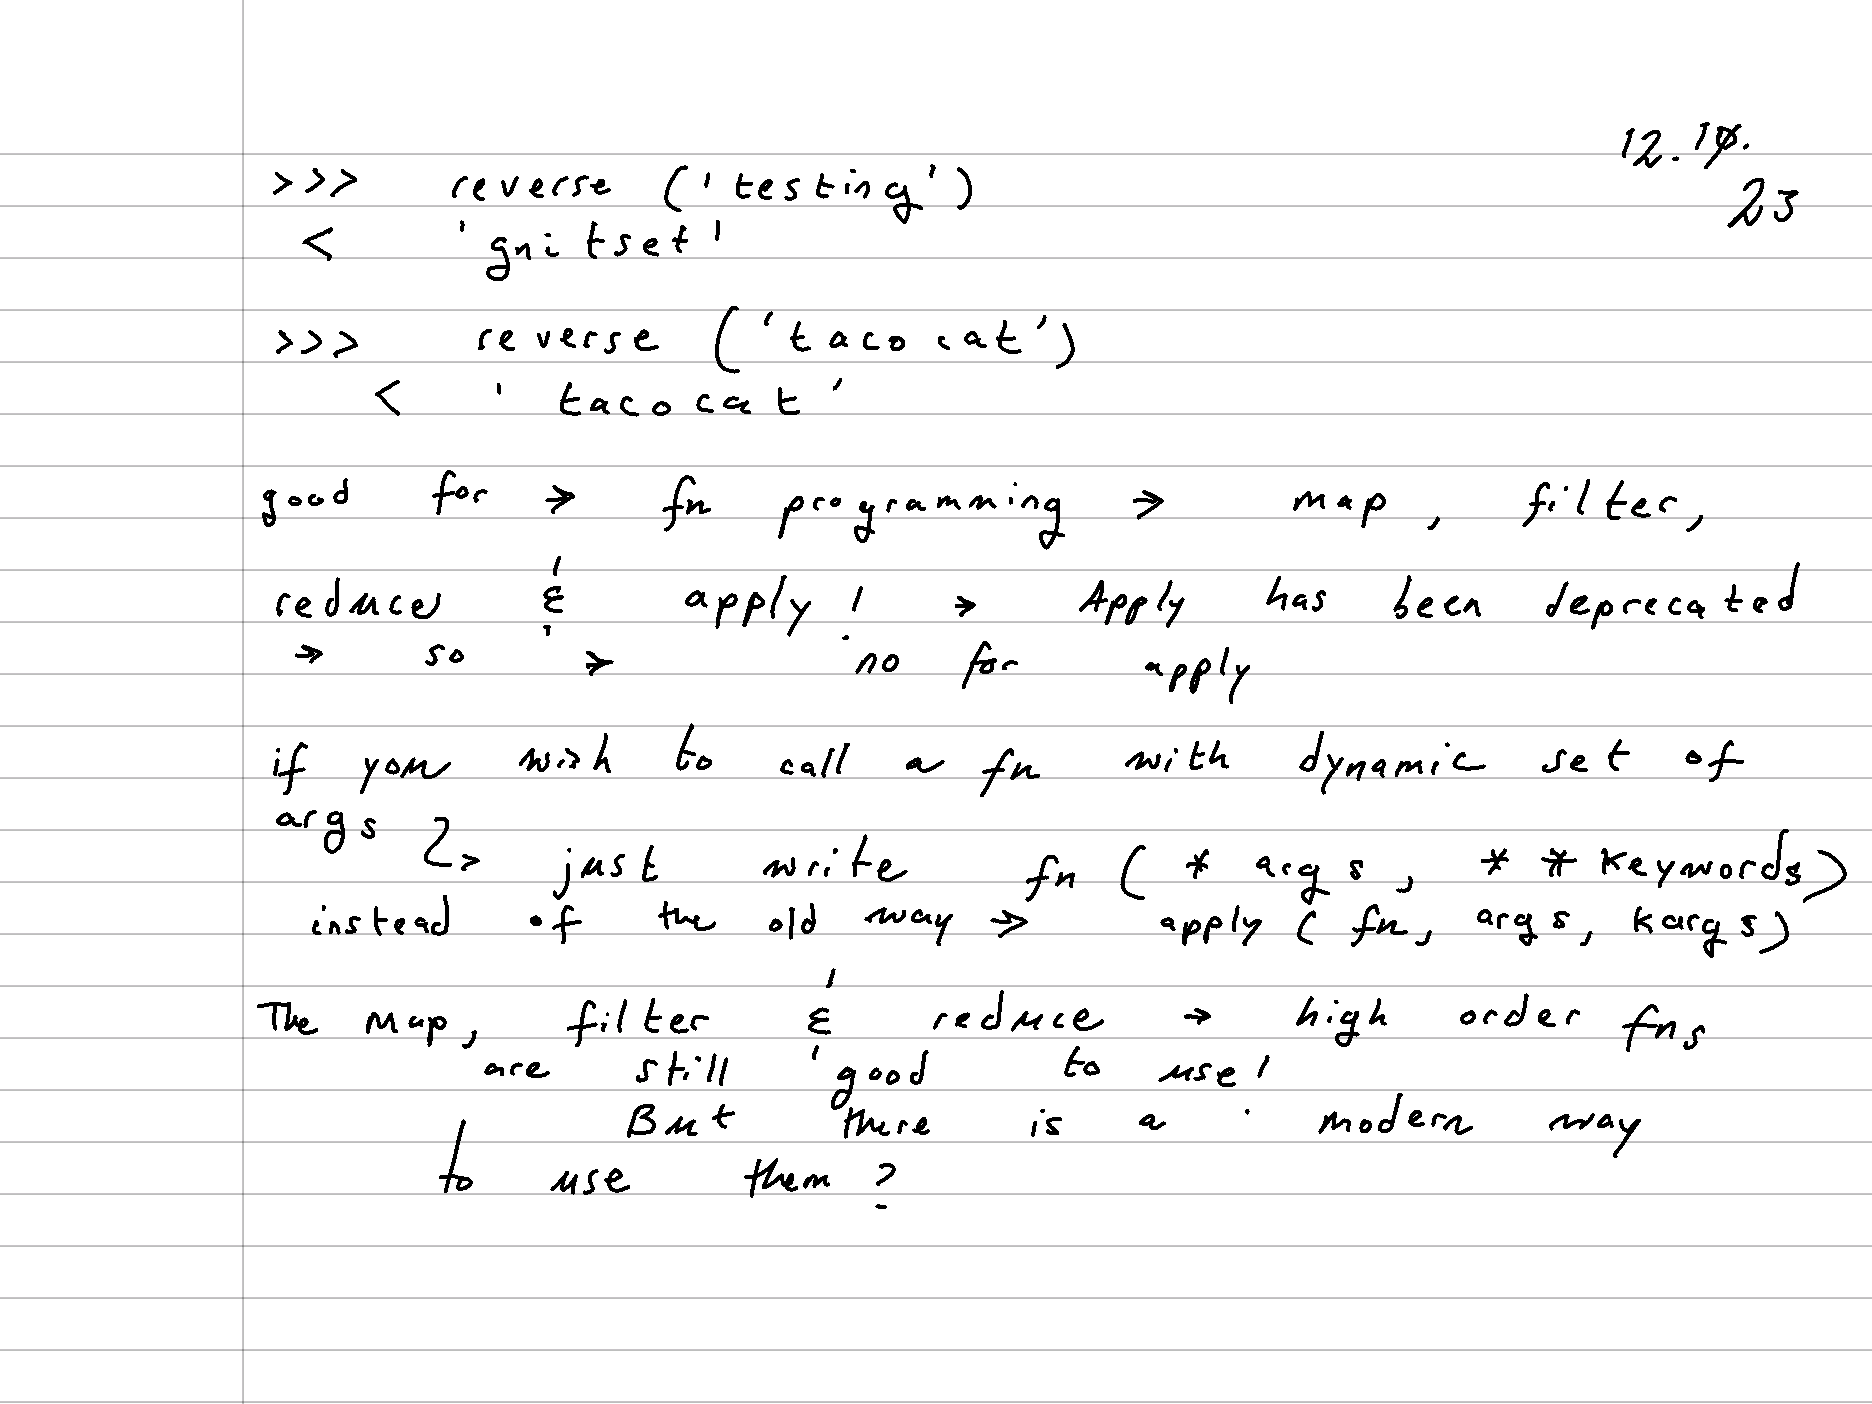 12.10.
23
>>> reverse ('testing')
< 'gnitset'
>>> reverse ('tacocat')
< 'tacocat'
good for → fn programming → map, filter,
reduce & apply! → Apply has been deprecated
→ so → no for apply
if you wish to call a fn with dynamic set of
args
just write fn ( * args, * * keywords)
instead of the old way → apply ( fn, args, kargs)
The map, filter & reduce → high order fns
are still good to use!
But there is a modern way
to use them?